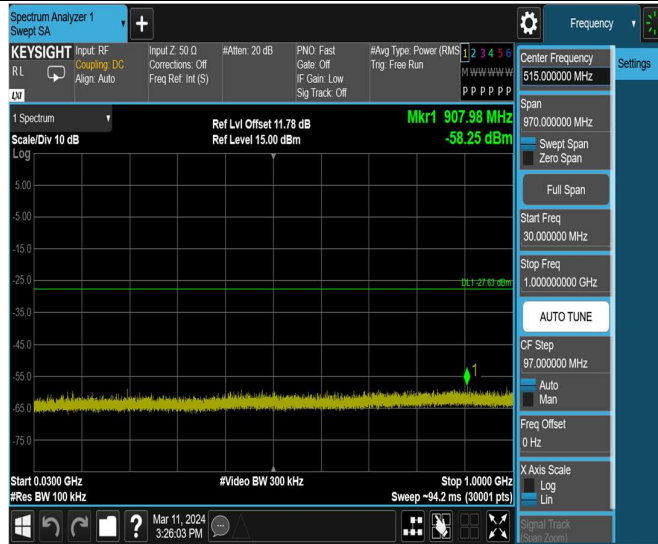 Spectrum Analyzer 1
Swept SA
Frequency
KEYSIGHT
RL
LXI
Input: RF
Coupling: DC
Align: Auto
Input Z: 50 Ω
Corrections: Off
Freq Ref: Int (S)
#Atten: 20 dB
PNO: Fast
Gate: Off
IF Gain: Low
Sig Track: Off
#Avg Type: Power (RMS
Trig: Free Run
1 2 3 4 5 6
M W W W W W
P P P P P P
1 Spectrum
Scale/Div 10 dB
Ref Lvl Offset 11.78 dB
Ref Level 15.00 dBm
Mkr1 907.98 MHz
-58.25 dBm
Log
5.00
-5.00
-15.0
-25.0
-35.0
-45.0
-55.0
-65.0
-75.0
DL1 -27.63 dBm
1
Start 0.0300 GHz
#Res BW 100 kHz
#Video BW 300 kHz
Stop 1.0000 GHz
Sweep ~94.2 ms (30001 pts)
Mar 11, 2024
3:26:03 PM
Center Frequency
515.000000 MHz
Span
970.000000 MHz
Swept Span
Zero Span
Full Span
Start Freq
30.000000 MHz
Stop Freq
1.000000000 GHz
AUTO TUNE
CF Step
97.000000 MHz
Auto
Man
Freq Offset
0 Hz
X Axis Scale
Log
Lin
Signal Track
(Span Zoom)
Settings